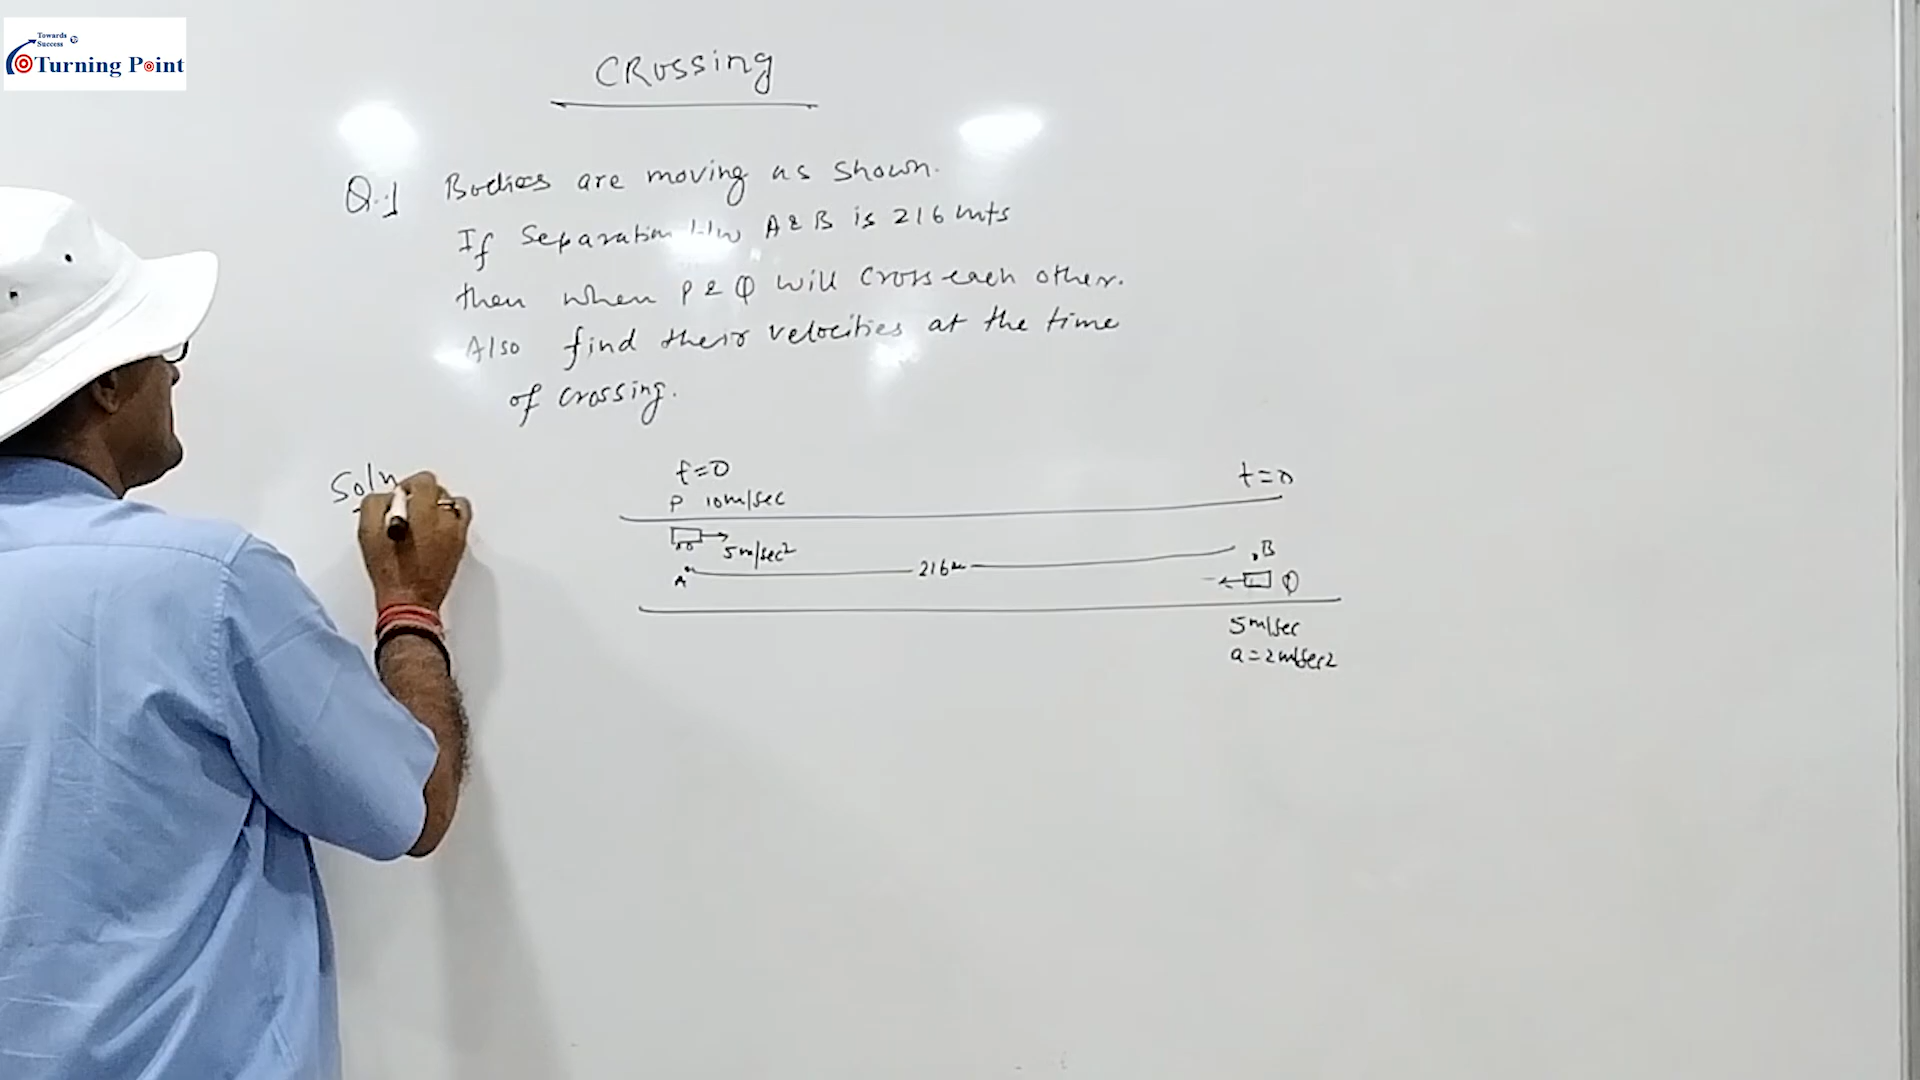 Towards
Success
Turning Point
CRossing
Q.1 Bodies are moving as shown.
If Separation b/w A & B is 216 mts
then when P & Q will cross each other.
Also find their velocities at the time
of crossing.
Soln
t=0
P 10m/sec
5m/sec2
A
216m
t=0
B
Q
5m/sec
a=2m/sec2